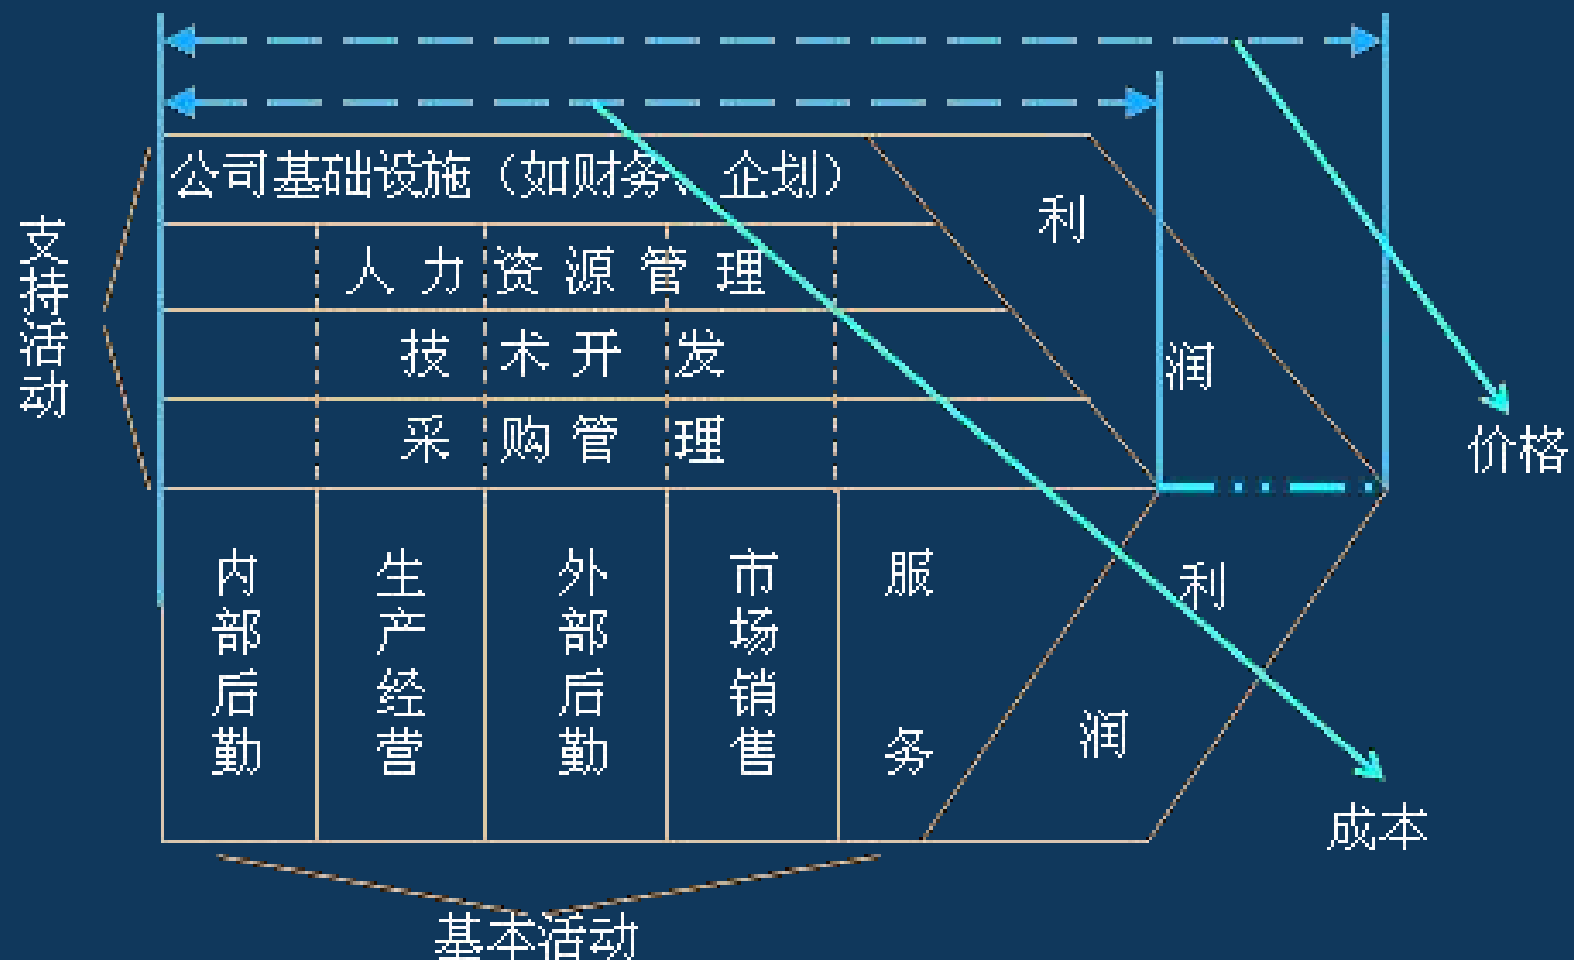 公司基础设施（如财务、企划）
支持活动
人力资源管理
技术开发
采购管理
利润
价格
内部后勤
生产经营
外部后勤
市场销售
服务
利润
成本
基本活动